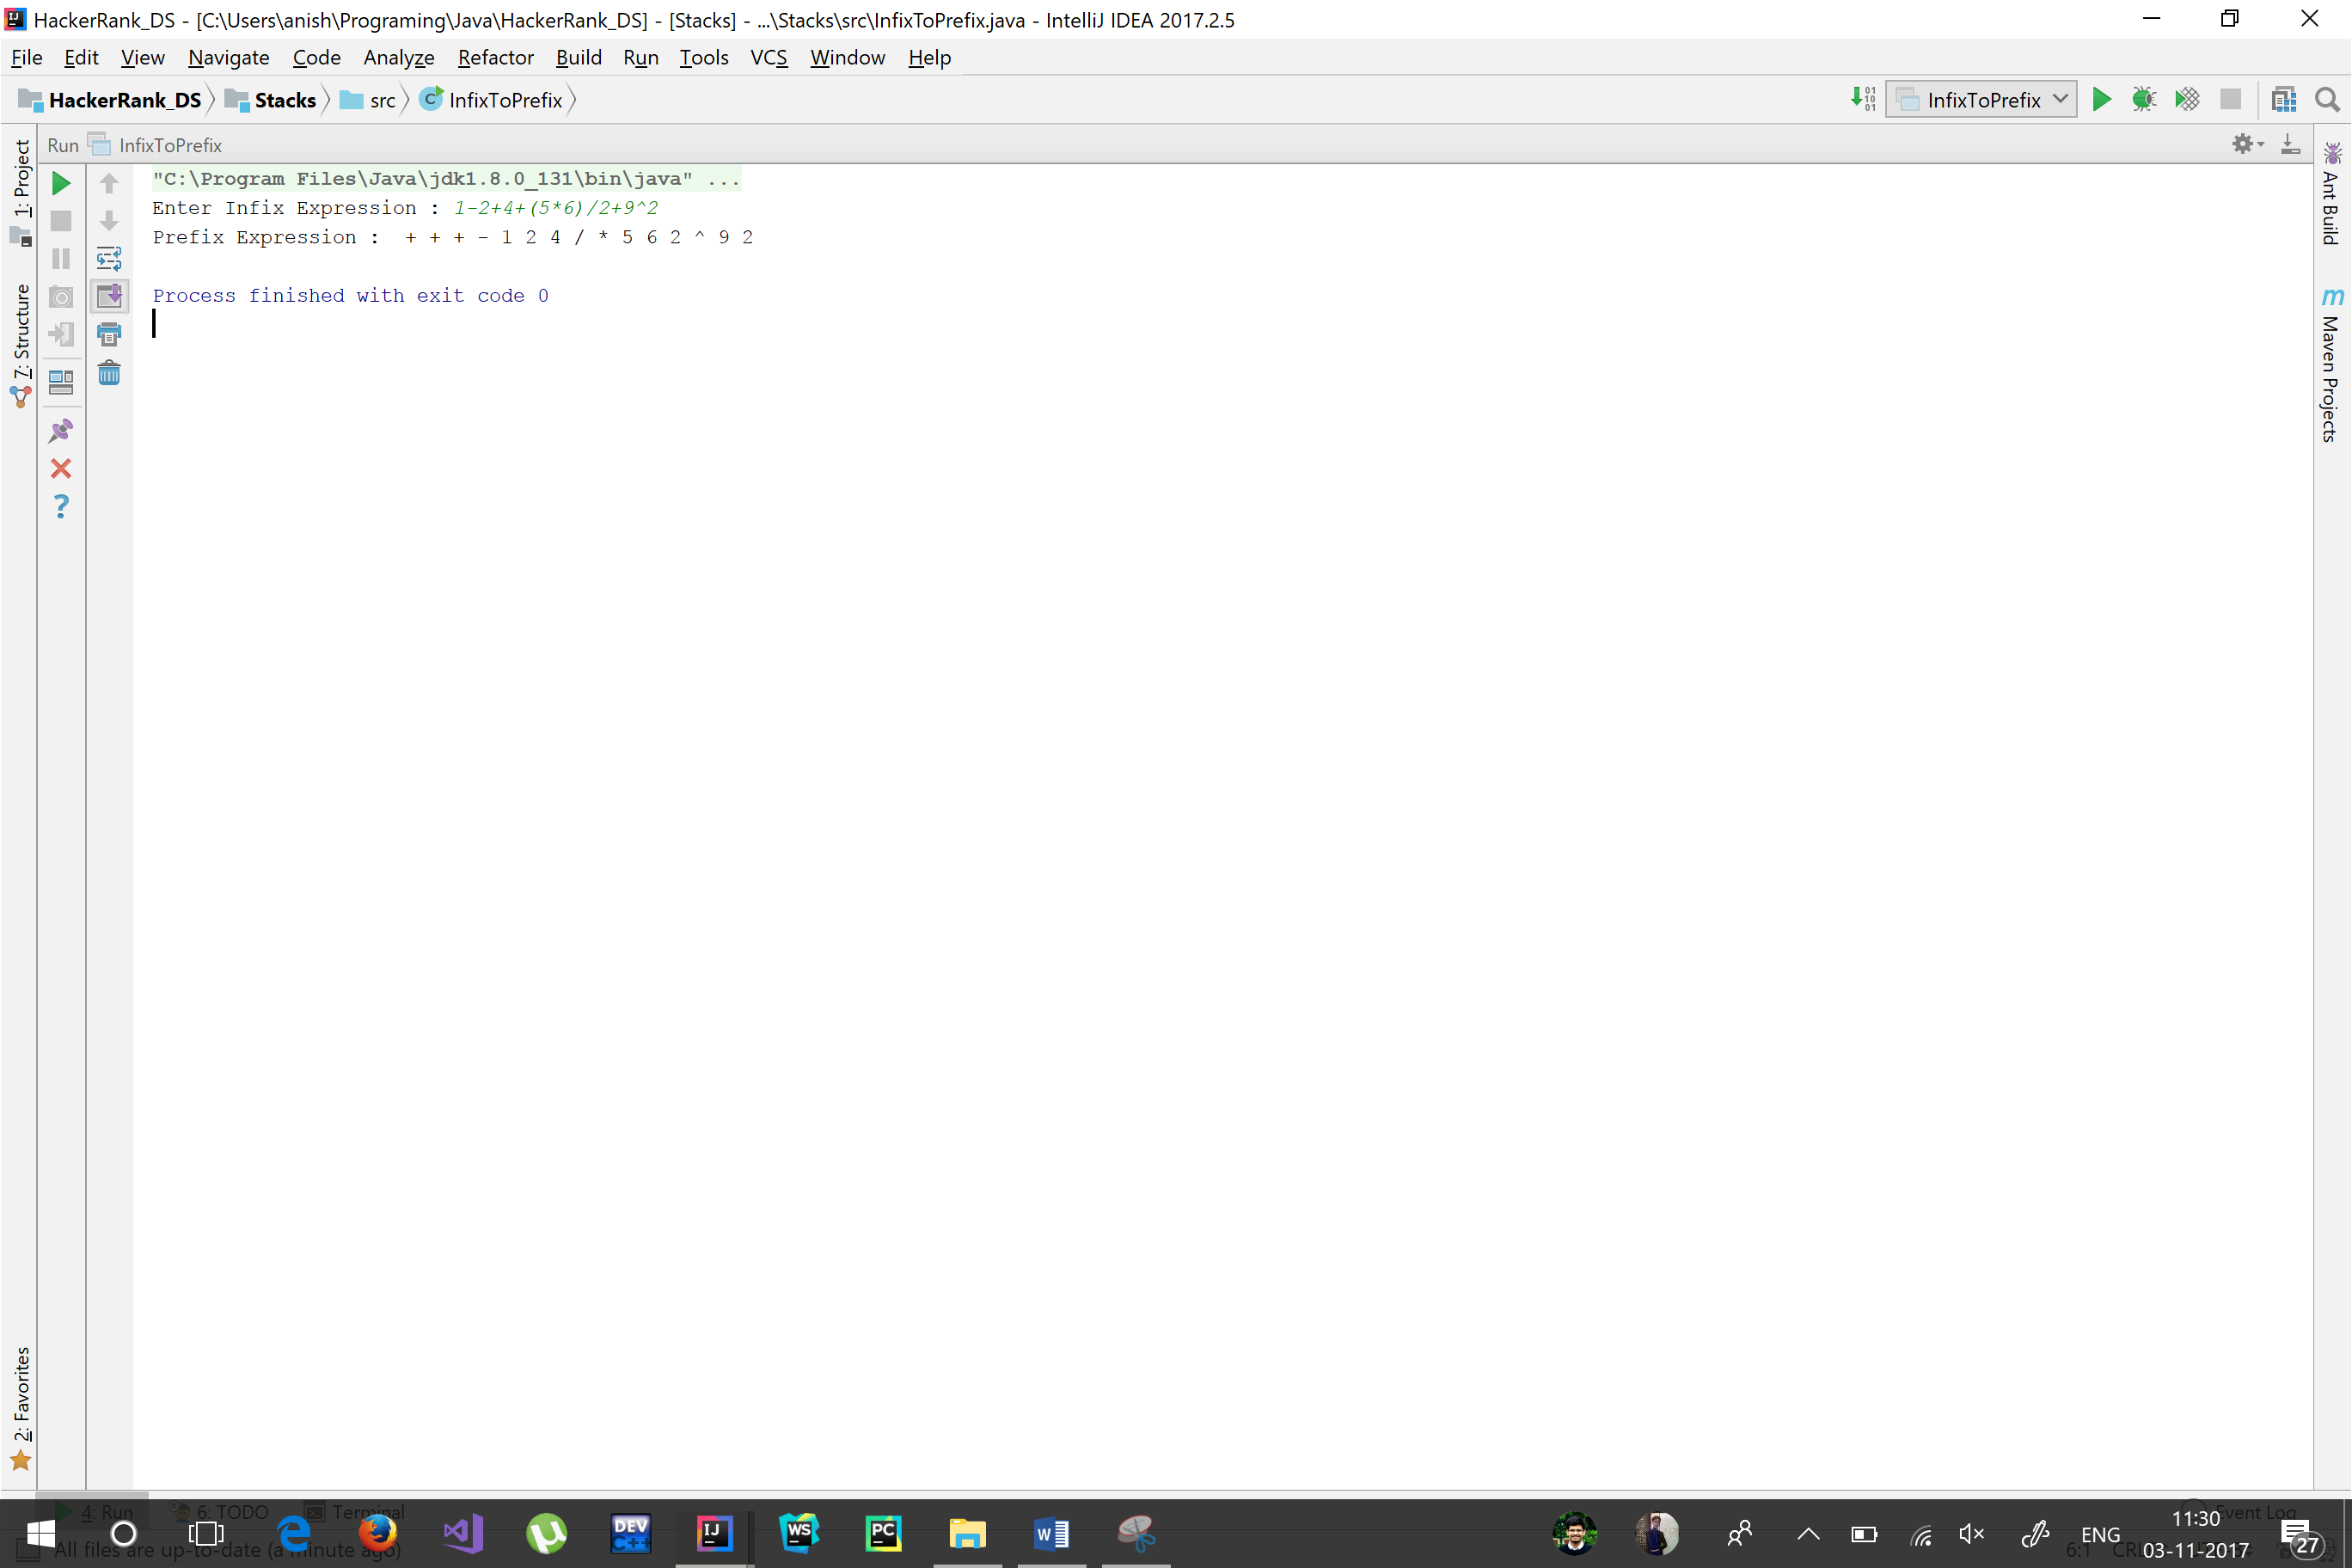 HackerRank_DS - [C:\Users\anish\Programing\Java\HackerRank_DS] - [Stacks] - ...\Stacks\src\InfixToPrefix.java - IntelliJ IDEA 2017.2.5
File Edit View Navigate Code Analyze Refactor Build Run Tools VCS Window Help
HackerRank_DS Stacks src InfixToPrefix InfixToPrefix
Run InfixToPrefix
"C:\Program Files\Java\jdk1.8.0_131\bin\java" ...
Enter Infix Expression : 1-2+4+(5*6)/2+9^2
Prefix Expression :  + + + - 1 2 4 / * 5 6 2 ^ 9 2
Process finished with exit code 0
1: Project
7: Structure
2: Favorites
Ant Build
m Maven Projects
4: Run 6: TODO Terminal Event Log
All files are up-to-date (a minute ago) 6:1
DEV C++ IJ WS PC W ENG
11:30
03-11-2017
27